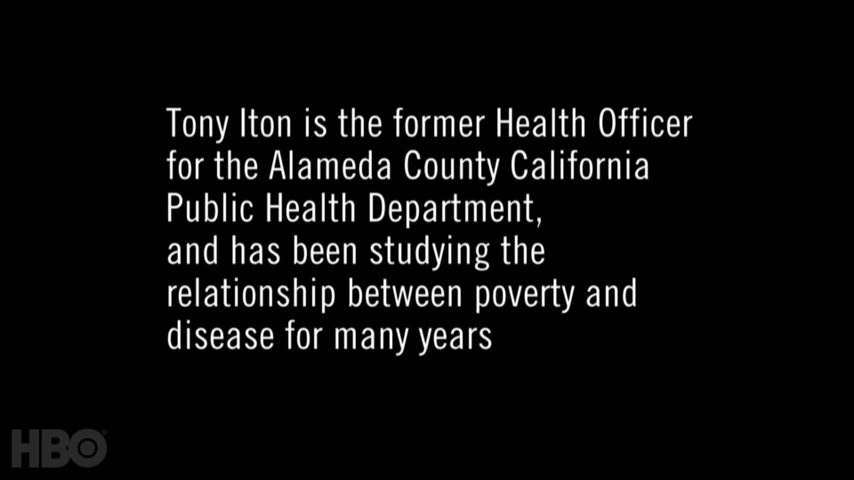 Tony Iton is the former Health Officer
for the Alameda County California
Public Health Department,
and has been studying the
relationship between poverty and
disease for many years
HBO